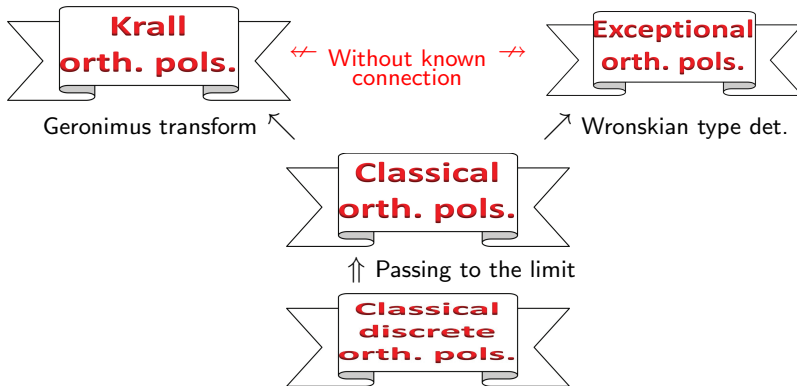 Krall
orth. pols.
↚ Without known ↛
connection
Exceptional
orth. pols.
Geronimus transform ↖
↗ Wronskian type det.
Classical
orth. pols.
⇑ Passing to the limit
Classical
discrete
orth. pols.